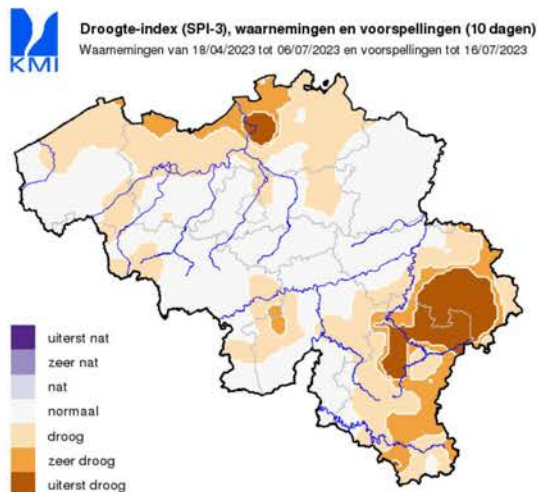 Droogte-index (SPI-3), waarnemingen en voorspellingen (10 dagen)
Waarnemingen van 18/04/2023 tot 06/07/2023 en voorspellingen tot 16/07/2023
KMI
uiterst nat
zeer nat
nat
normaal
droog
zeer droog
uiterst droog